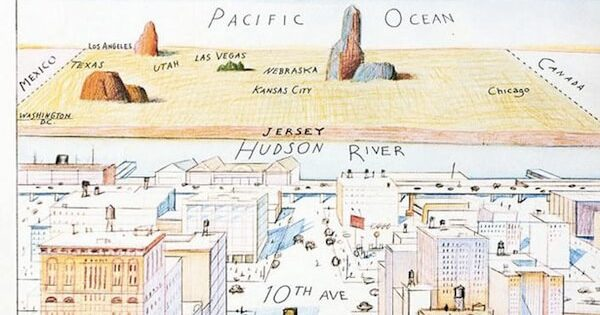 PACIFIC OCEAN
LOS ANGELES
MEXICO
TEXAS
UTAH
LAS VEGAS
NEBRASKA
CANADA
KANSAS CITY
Chicago
WASHINGTON
D.C.
JERSEY
HUDSON RIVER
10TH AVE